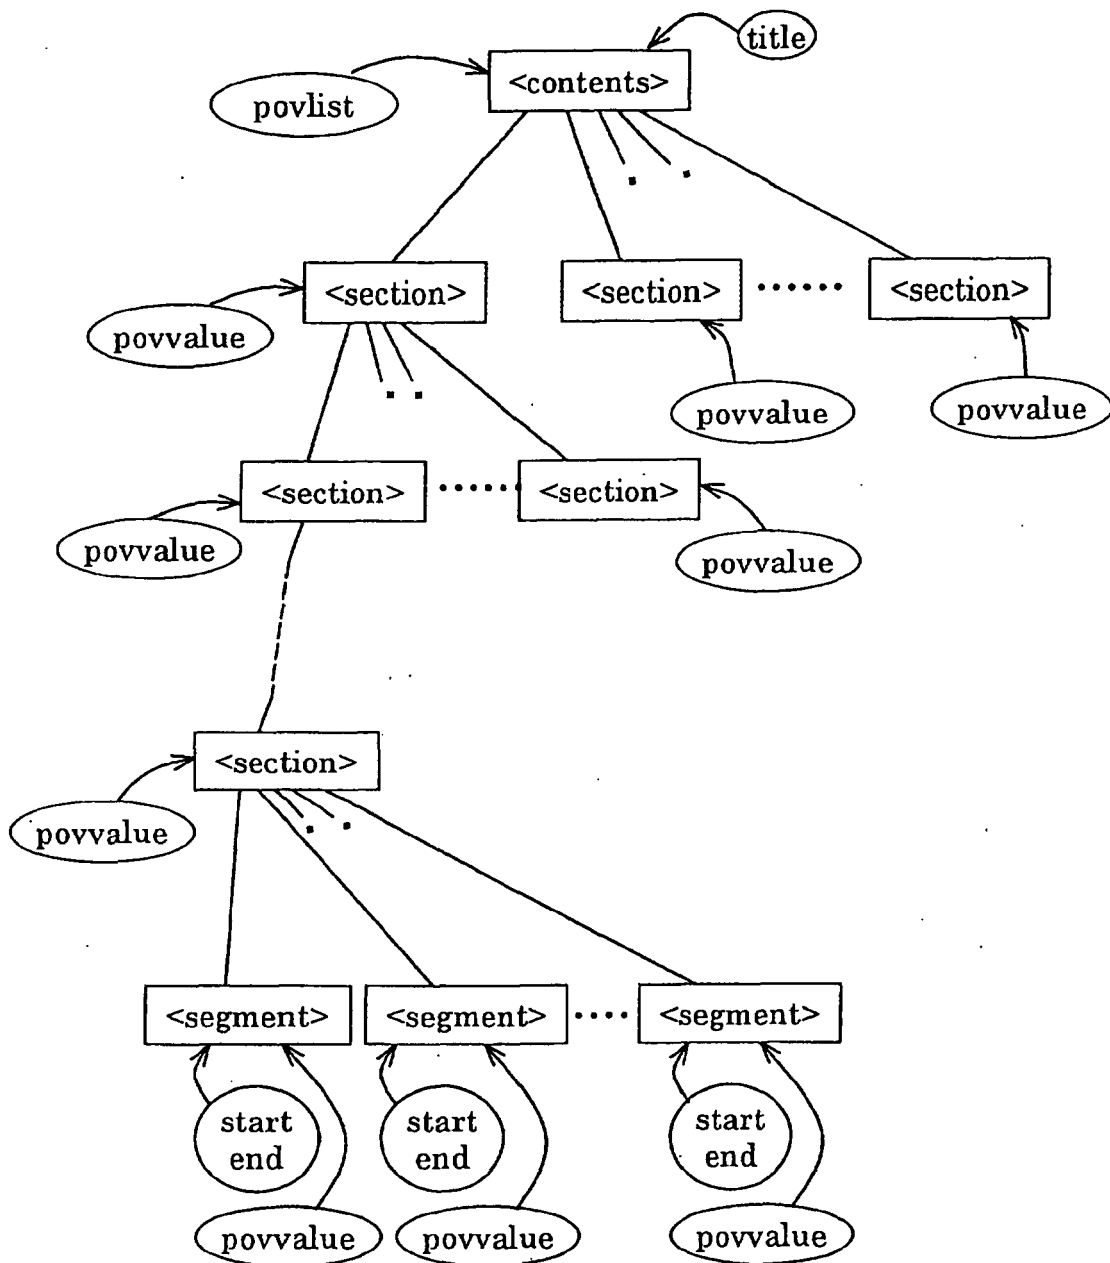 title
<contents>
povlist
<section>
<section>
<section>
povvalue
povvalue
povvalue
<section>
<section>
povvalue
povvalue
<section>
povvalue
<segment>
<segment>
<segment>
start
end
start
end
start
end
povvalue
povvalue
povvalue